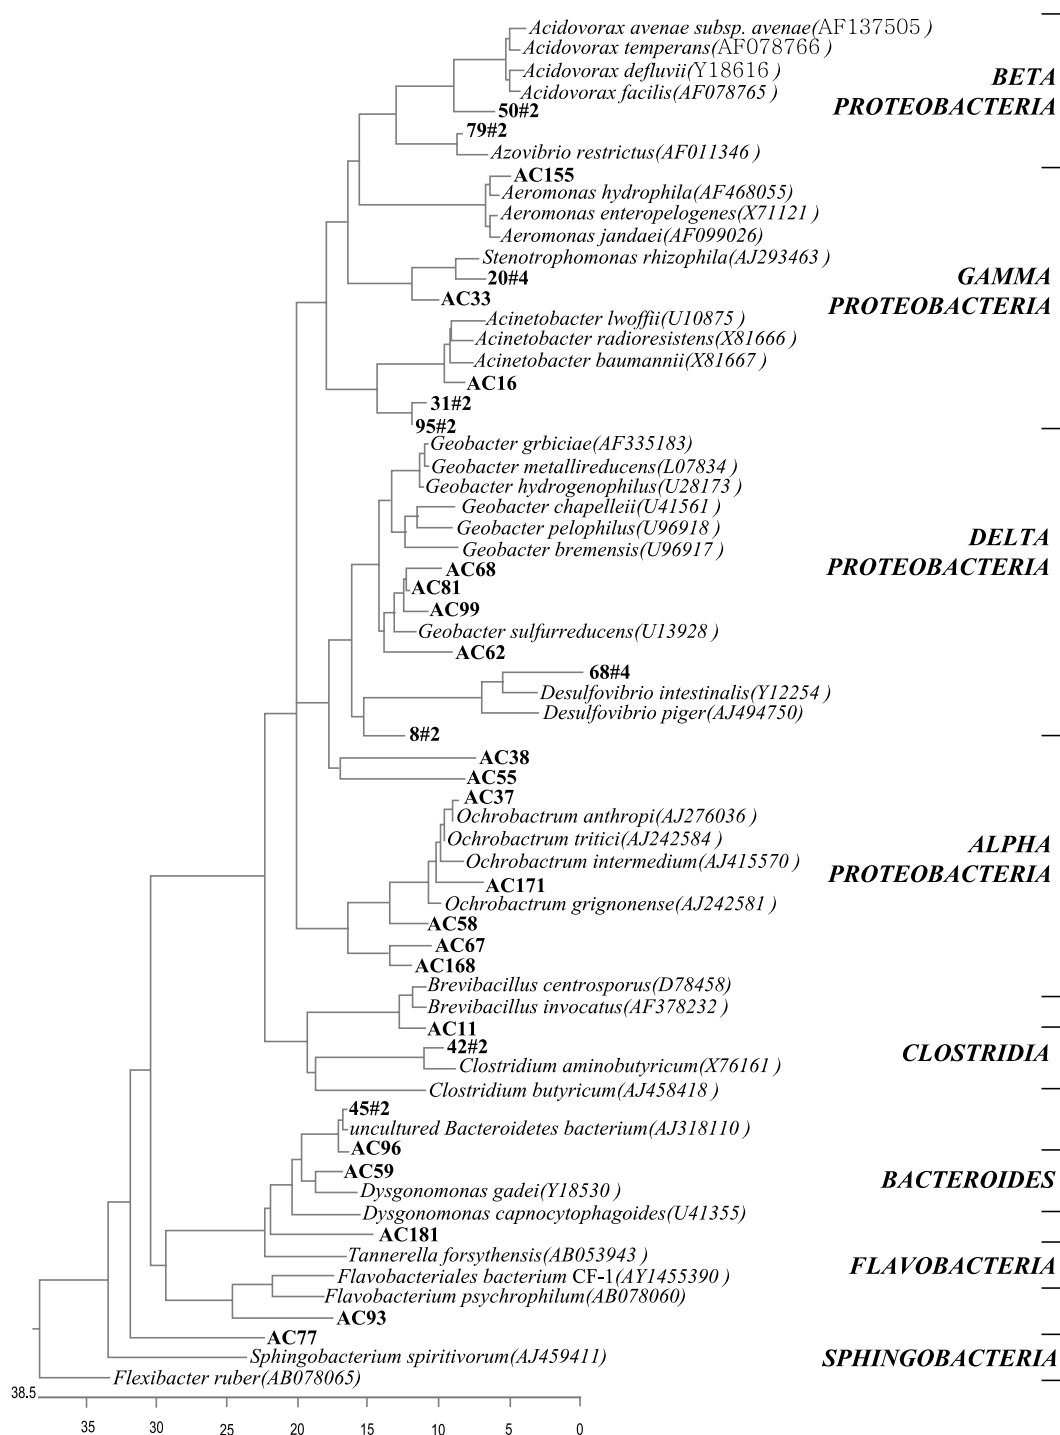 Acidovorax avenae subsp. avenae(AF137505 )
Acidovorax temperans(AF078766 )
Acidovorax defluvii(Y18616 )
BETA
Acidovorax facilis(AF078765 )
PROTEOBACTERIA
50#2
79#2
Azovibrio restrictus(AF011346 )
AC155
Aeromonas hydrophila(AF468055)
Aeromonas enteropelogenes(X71121 )
Aeromonas jandaei(AF099026)
Stenotrophomonas rhizophila(AJ293463 )
20#4
GAMMA
AC33
PROTEOBACTERIA
Acinetobacter lwoffii(U10875 )
Acinetobacter radioresistens(X81666 )
Acinetobacter baumannii(X81667 )
AC16
31#2
95#2
Geobacter grbiciae(AF335183)
Geobacter metallireducens(L07834 )
Geobacter hydrogenophilus(U28173 )
Geobacter chapelleii(U41561 )
Geobacter pelophilus(U96918 )
DELTA
Geobacter bremensis(U96917 )
PROTEOBACTERIA
AC68
AC81
AC99
Geobacter sulfurreducens(U13928 )
AC62
68#4
Desulfovibrio intestinalis(Y12254 )
Desulfovibrio piger(AJ494750)
8#2
AC38
AC55
AC37
Ochrobactrum anthropi(AJ276036 )
Ochrobactrum tritici(AJ242584 )
ALPHA
Ochrobactrum intermedium(AJ415570 )
PROTEOBACTERIA
AC171
Ochrobactrum grignonense(AJ242581 )
AC58
AC67
AC168
Brevibacillus centrosporus(D78458)
Brevibacillus invocatus(AF378232 )
AC11
42#2
CLOSTRIDIA
Clostridium aminobutyricum(X76161 )
Clostridium butyricum(AJ458418 )
45#2
uncultured Bacteroidetes bacterium(AJ318110 )
AC96
AC59
BACTEROIDES
Dysgonomonas gadei(Y18530 )
Dysgonomonas capnocytophagoides(U41355)
AC181
Tannerella forsythensis(AB053943 )
FLAVOBACTERIA
Flavobacteriales bacterium CF-1(AY1455390 )
Flavobacterium psychrophilum(AB078060)
AC93
AC77
Sphingobacterium spiritivorum(AJ459411)
SPHINGOBACTERIA
Flexibacter ruber(AB078065)
38.5
35 30 25 20 15 10 5 0